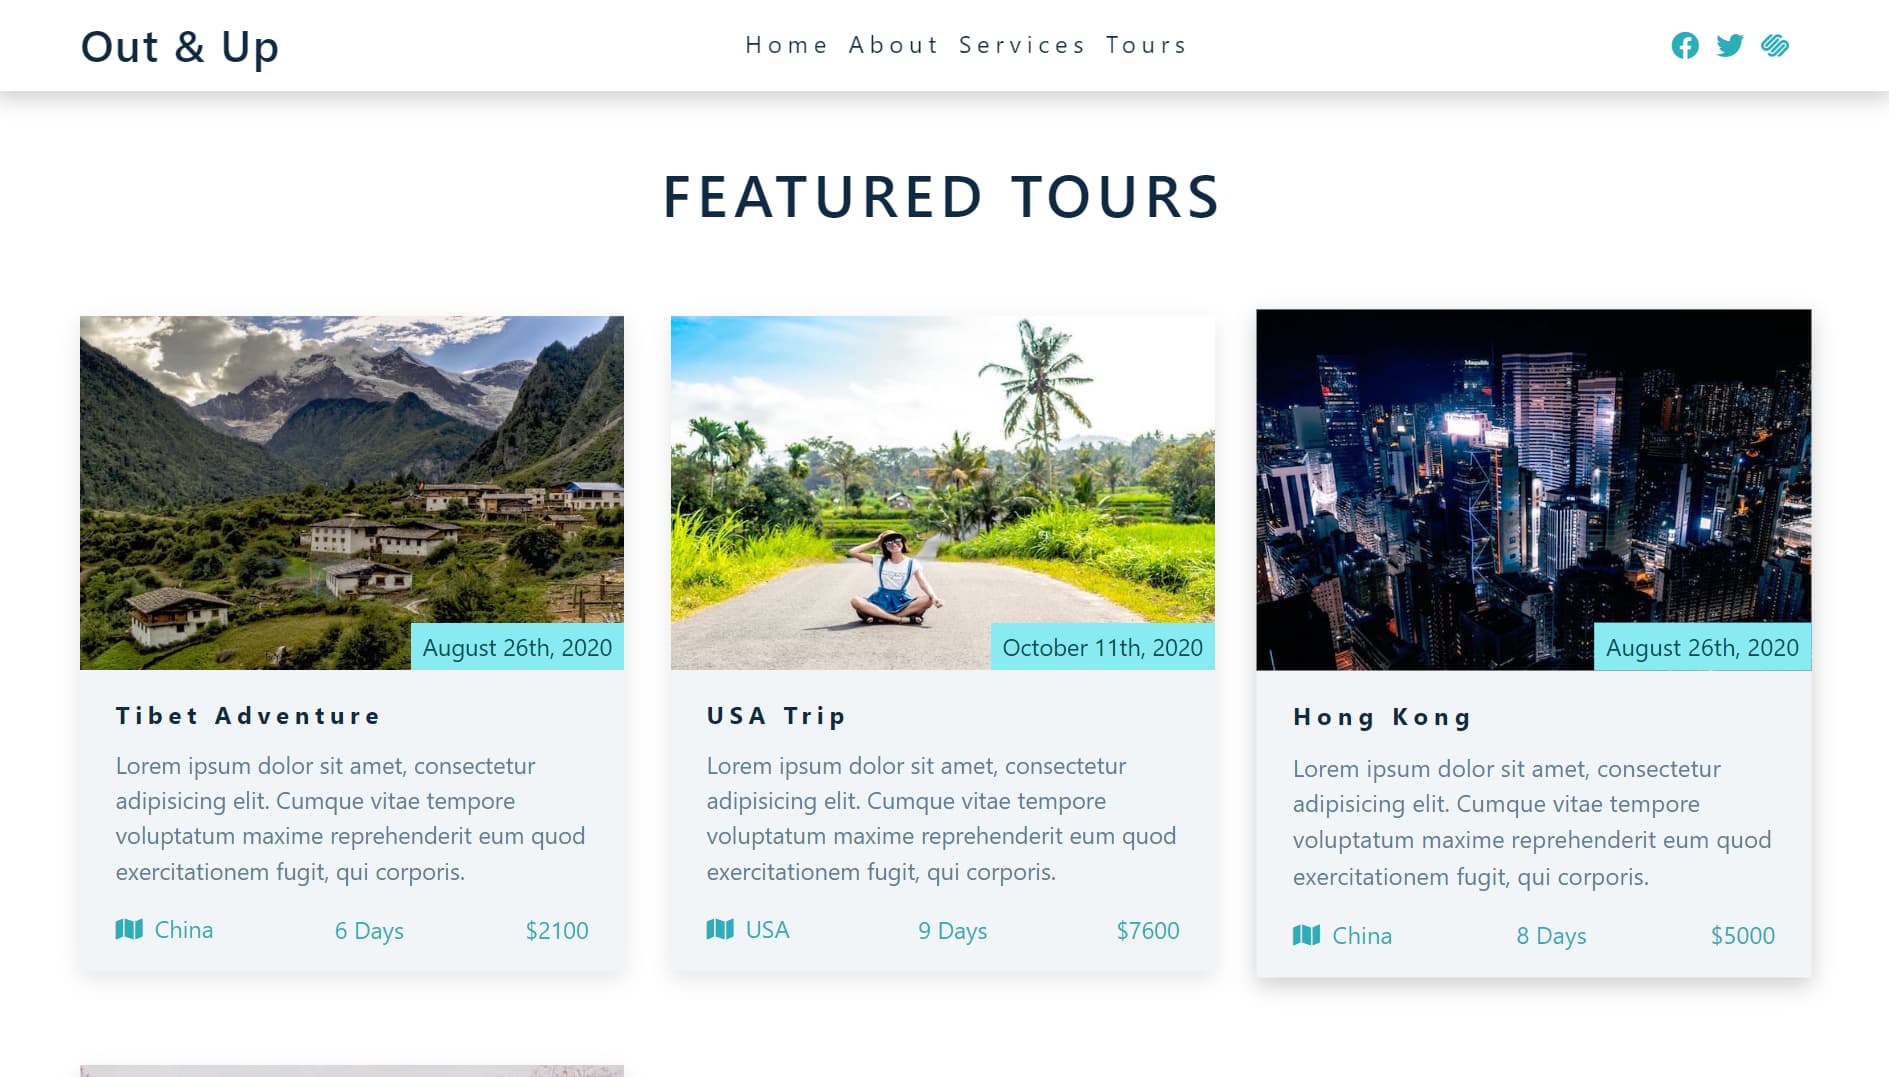 Out & Up
Home About Services Tours
FEATURED TOURS
August 26th, 2020
Tibet Adventure
Lorem ipsum dolor sit amet, consectetur
adipisicing elit. Cumque vitae tempore
voluptatum maxime reprehenderit eum quod
exercitationem fugit, qui corporis.
China 6 Days $2100
October 11th, 2020
USA Trip
Lorem ipsum dolor sit amet, consectetur
adipisicing elit. Cumque vitae tempore
voluptatum maxime reprehenderit eum quod
exercitationem fugit, qui corporis.
USA 9 Days $7600
August 26th, 2020
Hong Kong
Lorem ipsum dolor sit amet, consectetur
adipisicing elit. Cumque vitae tempore
voluptatum maxime reprehenderit eum quod
exercitationem fugit, qui corporis.
China 8 Days $5000